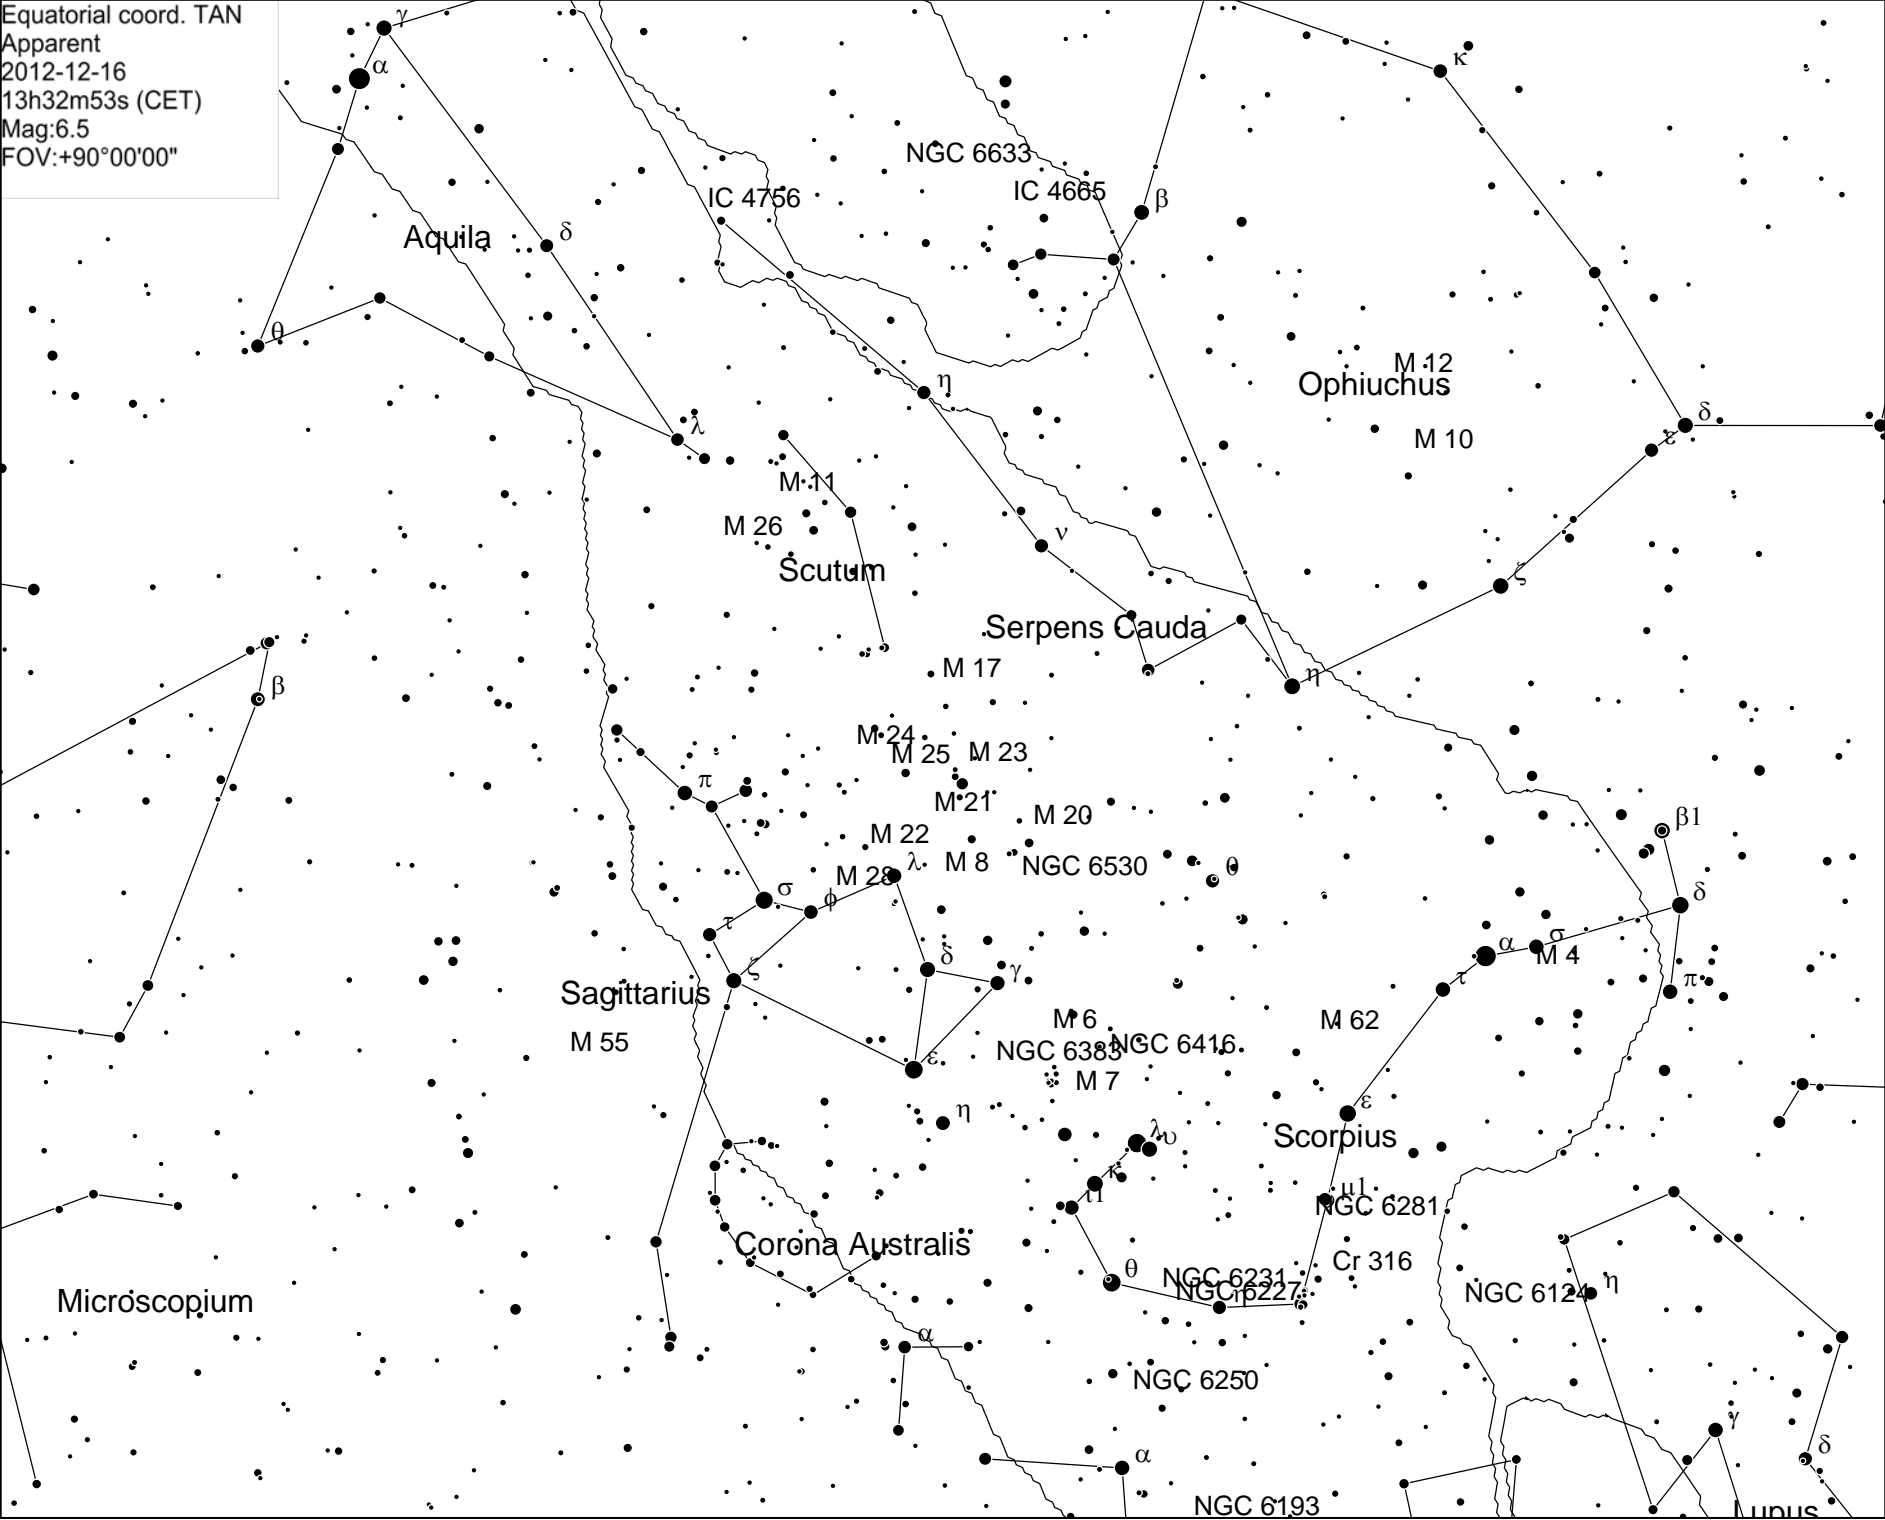 Equatorial coord. TAN
Apparent
2012-12-16
13h32m53s (CET)
Mag:6.5
FOV:+90°00'00"
γ
α
κ
NGC 6633
IC 4665
IC 4756
β
Aquila
δ
θ
M 12
Ophiuchus
η
δ
λ
ε
M 10
M 11
M 26
ν
Scutum
ζ
Serpens Cauda
M 17
η
β
M 24
M 25
M 23
π
M 21
M 20
β1
M 22
λ
M 8
NGC 6530
θ
M 28
σ
ϕ
δ
τ
σ
α
M 4
δ
ζ
γ
τ
π
Sagittarius
M 6
M 62
M 55
NGC 6383
NGC 6416
ε
M 7
η
ε
λ
υ
Scorpius
κ
ι1
μ1
NGC 6281
Corona Australis
Cr 316
θ
NGC 6231
NGC 6227
η
NGC 6124
η
Microscopium
α
NGC 6250
γ
α
δ
NGC 6193
Lupus